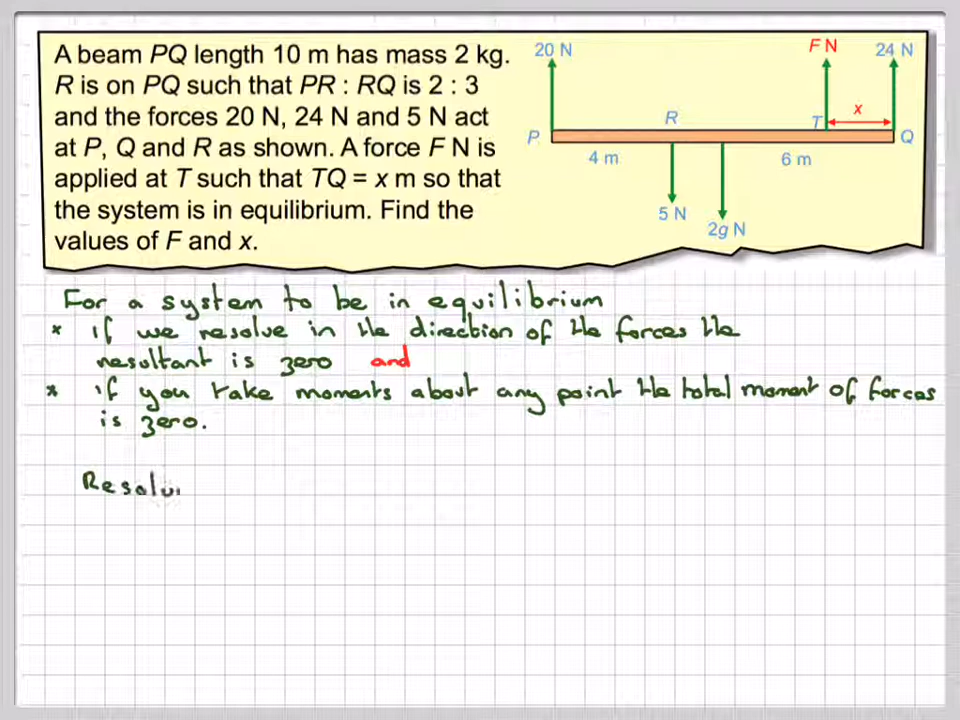 A beam PQ length 10 m has mass 2 kg.
R is on PQ such that PR : RQ is 2 : 3
and the forces 20 N, 24 N and 5 N act
at P, Q and R as shown. A force F N is
applied at T such that TQ = x m so that
the system is in equilibrium. Find the
values of F and x.
20 N
F N
24 N
x
R
T
P
Q
4 m
6 m
5 N
2g N
For a system to be in equilibrium
* if we resolve in the direction of the forces the
resultant is zero and
* if you take moments about any point the total moment of forces
is zero.
Resolvi